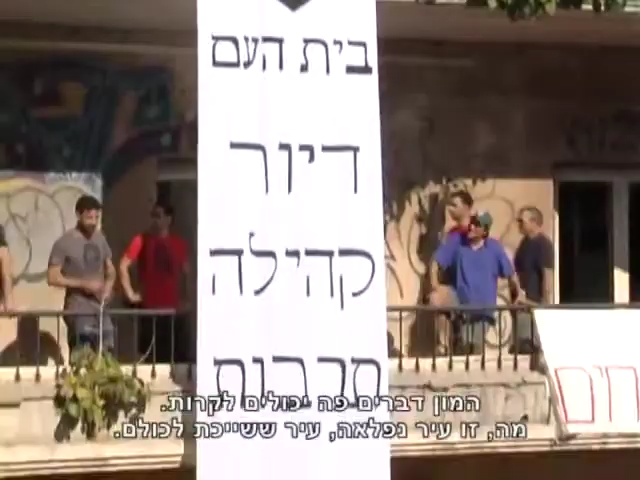 בית העם
דיור
קהילה
תרבות
המון דברים פה יכולים לקרות.
מה, זו עיר נפלאה, עיר ששייכת לכולם.